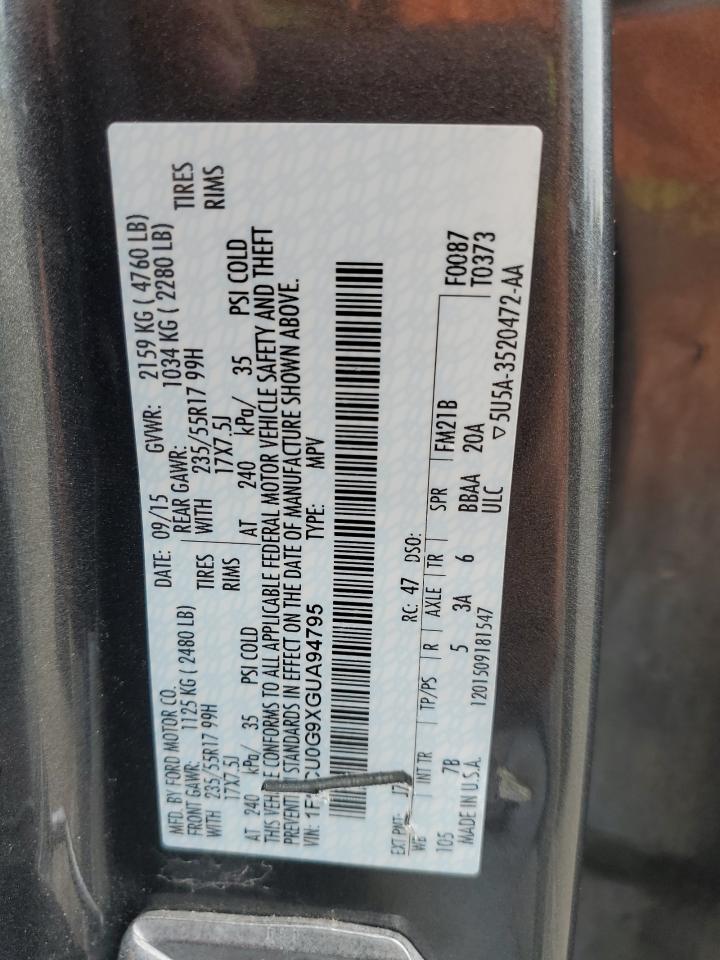 MFD. BY FORD MOTOR CO. DATE: 09/15 GVWR: 2159 KG ( 4760 LB)
FRONT GAWR: 1125 KG ( 2480 LB) REAR GAWR: 1034 KG ( 2280 LB)
WITH 235/55R17 99H TIRES WITH 235/55R17 99H TIRES
17X7.5J RIMS 17X7.5J RIMS
AT 240 kPa/ 35 PSI COLD AT 240 kPa/ 35 PSI COLD
THIS VEHICLE CONFORMS TO ALL APPLICABLE FEDERAL MOTOR VEHICLE SAFETY AND THEFT
PREVENTION STANDARDS IN EFFECT ON THE DATE OF MANUFACTURE SHOWN ABOVE.
VIN: TYPE: MPV
EXT PNT: J7 RC: 47 DSO: F0087
WB INT TR TP/PS R AXLE TR SPR FM21B T0373
105 7B 5 3A 6 BBAA 20A
MADE IN U.S.A. 1201509181547 ULC ▽5U5A-3520472-AA